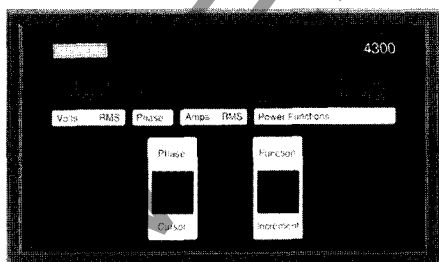 4300
Volts RMS Phase Amps RMS Power Functions
Phase Function
Cursor Increment